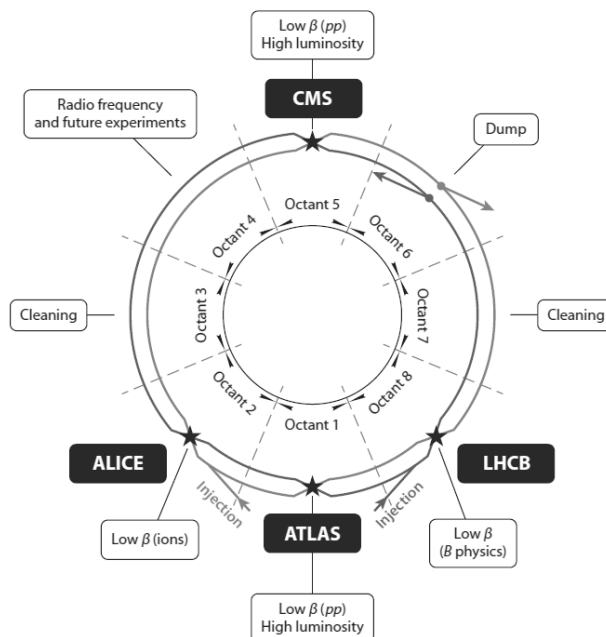 Low β (pp)
High luminosity
CMS
Radio frequency
and future experiments
Dump
Octant 5
Octant 4
Octant 6
Octant 3
Octant 7
Cleaning
Cleaning
Octant 2
Octant 8
Octant 1
ALICE
LHCB
Injection
Injection
Low β (ions)
ATLAS
Low β
(B physics)
Low β (pp)
High luminosity